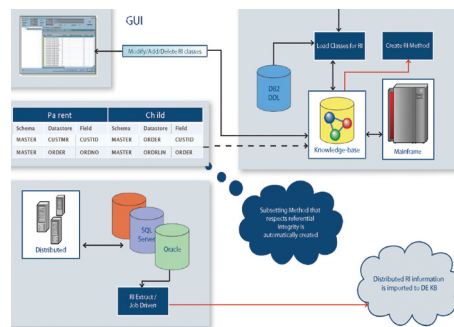 GUI
Modify/Add/Delete RI classes
Load Classes for RI
Create RI Method
DB2
DDL
Knowledge-base
Mainframe
Parent Child
Schema Datastore Field Schema Datastore Field
MASTER CUSTMR CUSTIO MASTER ORDER CUSTIO
MASTER ORDER ORDNO MASTER ORDRLIN ORDER
Subsetting Method that
respects referential
Integrity is
automatically created
Distributed
SQL
Server
Oracle
RI Extract /
Job Driven
Distributed RI information
is imported to DE KB